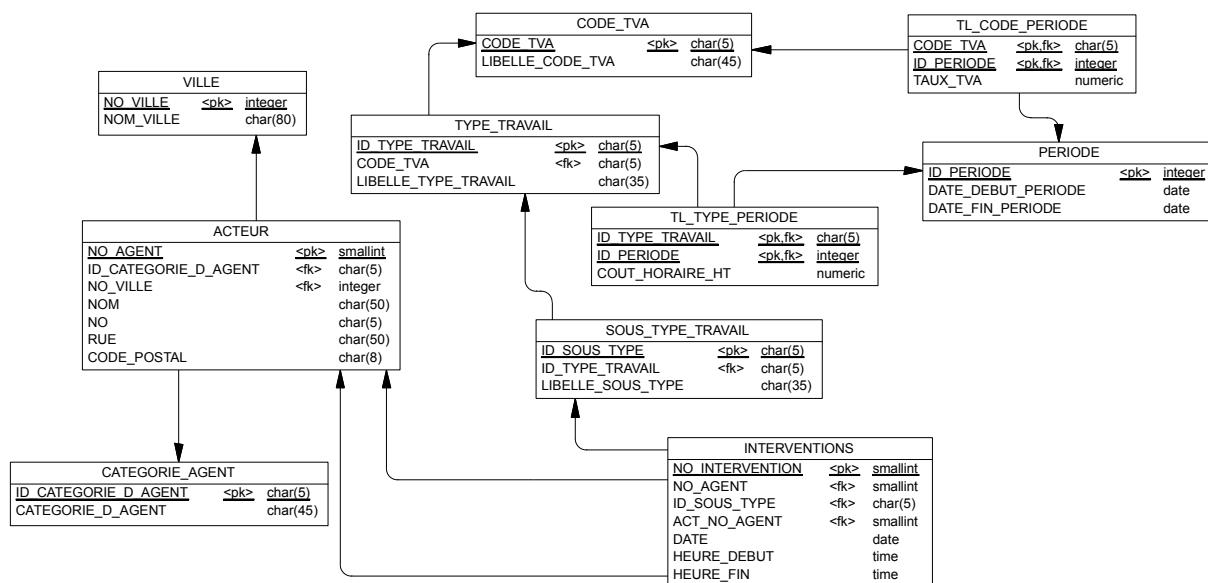 CODE_TVA
CODE_TVA <pk> char(5)
LIBELLE_CODE_TVA char(45)
TL_CODE_PERIODE
CODE_TVA <pk,fk> char(5)
ID_PERIODE <pk,fk> integer
TAUX_TVA numeric
VILLE
NO_VILLE <pk> integer
NOM_VILLE char(80)
TYPE_TRAVAIL
ID_TYPE_TRAVAIL <pk> char(5)
CODE_TVA <fk> char(5)
LIBELLE_TYPE_TRAVAIL char(35)
PERIODE
ID_PERIODE <pk> integer
DATE_DEBUT_PERIODE date
DATE_FIN_PERIODE date
TL_TYPE_PERIODE
ID_TYPE_TRAVAIL <pk,fk> char(5)
ID_PERIODE <pk,fk> integer
COUT_HORAIRE_HT numeric
ACTEUR
NO_AGENT <pk> smallint
ID_CATEGORIE_D_AGENT <fk> char(5)
NO_VILLE <fk> integer
NOM char(50)
NO char(5)
RUE char(50)
CODE_POSTAL char(8)
SOUS_TYPE_TRAVAIL
ID_SOUS_TYPE <pk> char(5)
ID_TYPE_TRAVAIL <fk> char(5)
LIBELLE_SOUS_TYPE char(35)
CATEGORIE_AGENT
ID_CATEGORIE_D_AGENT <pk> char(5)
CATEGORIE_D_AGENT char(45)
INTERVENTIONS
NO_INTERVENTION <pk> smallint
NO_AGENT <fk> smallint
ID_SOUS_TYPE <fk> char(5)
ACT_NO_AGENT <fk> smallint
DATE date
HEURE_DEBUT time
HEURE_FIN time